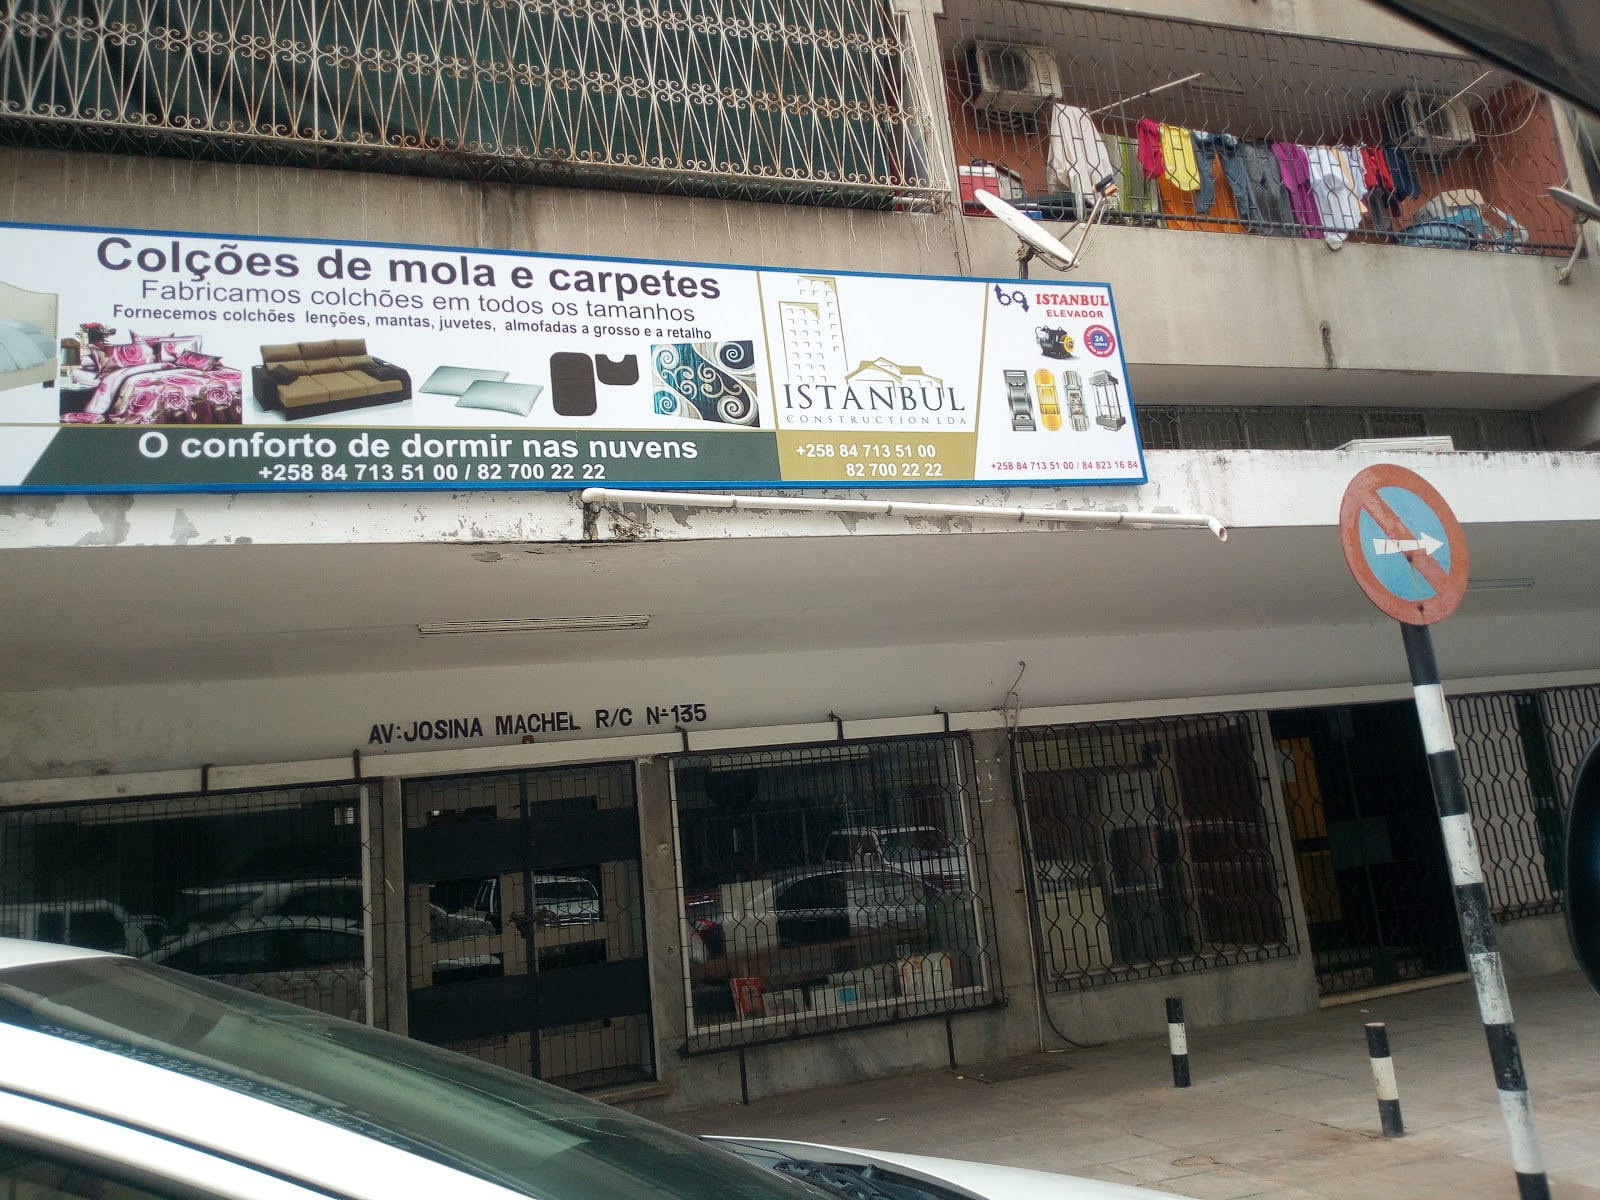 Colções de mola e carpetes
Fabricamos colchões em todos os tamanhos
Fornecemos colchões lenções, mantas, juvetes, almofadas a grosso e a retalho
O conforto de dormir nas nuvens
+258 84 713 51 00 / 82 700 22 22
ISTANBUL
CONSTRUCTION LDA
+258 84 713 51 00
82 700 22 22
ISTANBUL
ELEVADOR
24
HORAS
+258 84 713 51 00 / 84 823 16 84
AV:JOSINA MACHEL R/C Nº135